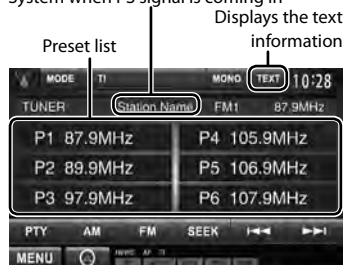 System when PS signal is coming in
Displays the text
information
Preset list
MODE TI MONO TEXT 10:28
TUNER Station Name FM1 87.9MHz
P1 87.9MHz P4 105.9MHz
P2 89.9MHz P5 106.9MHz
P3 97.9MHz P6 107.9MHz
PTY AM FM SEEK
MENU AF TI